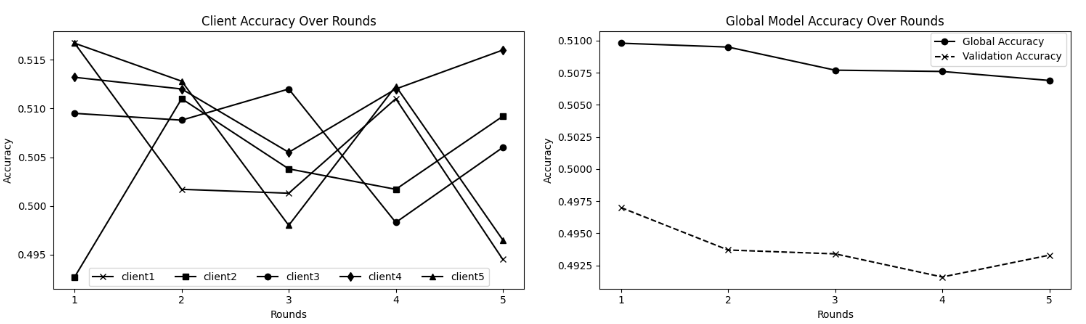 Client Accuracy Over Rounds
Accuracy
0.515
0.510
0.505
0.500
0.495
client1 client2 client3 client4 client5
1 2 3 4 5
Rounds
Global Model Accuracy Over Rounds
Accuracy
0.5100
0.5075
0.5050
0.5025
0.5000
0.4975
0.4950
0.4925
Global Accuracy
Validation Accuracy
1 2 3 4 5
Rounds